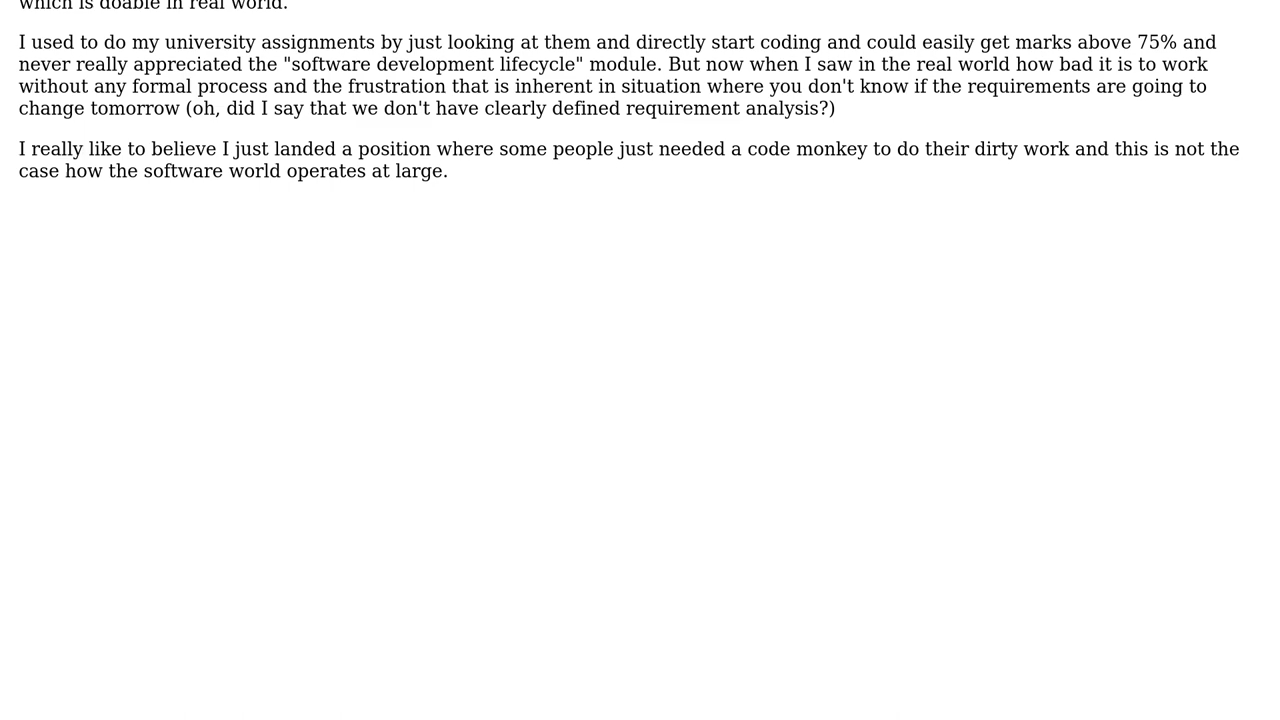 which is doable in real world.
I used to do my university assignments by just looking at them and directly start coding and could easily get marks above 75% and
never really appreciated the "software development lifecycle" module. But now when I saw in the real world how bad it is to work
without any formal process and the frustration that is inherent in situation where you don't know if the requirements are going to
change tomorrow (oh, did I say that we don't have clearly defined requirement analysis?)
I really like to believe I just landed a position where some people just needed a code monkey to do their dirty work and this is not the
case how the software world operates at large.